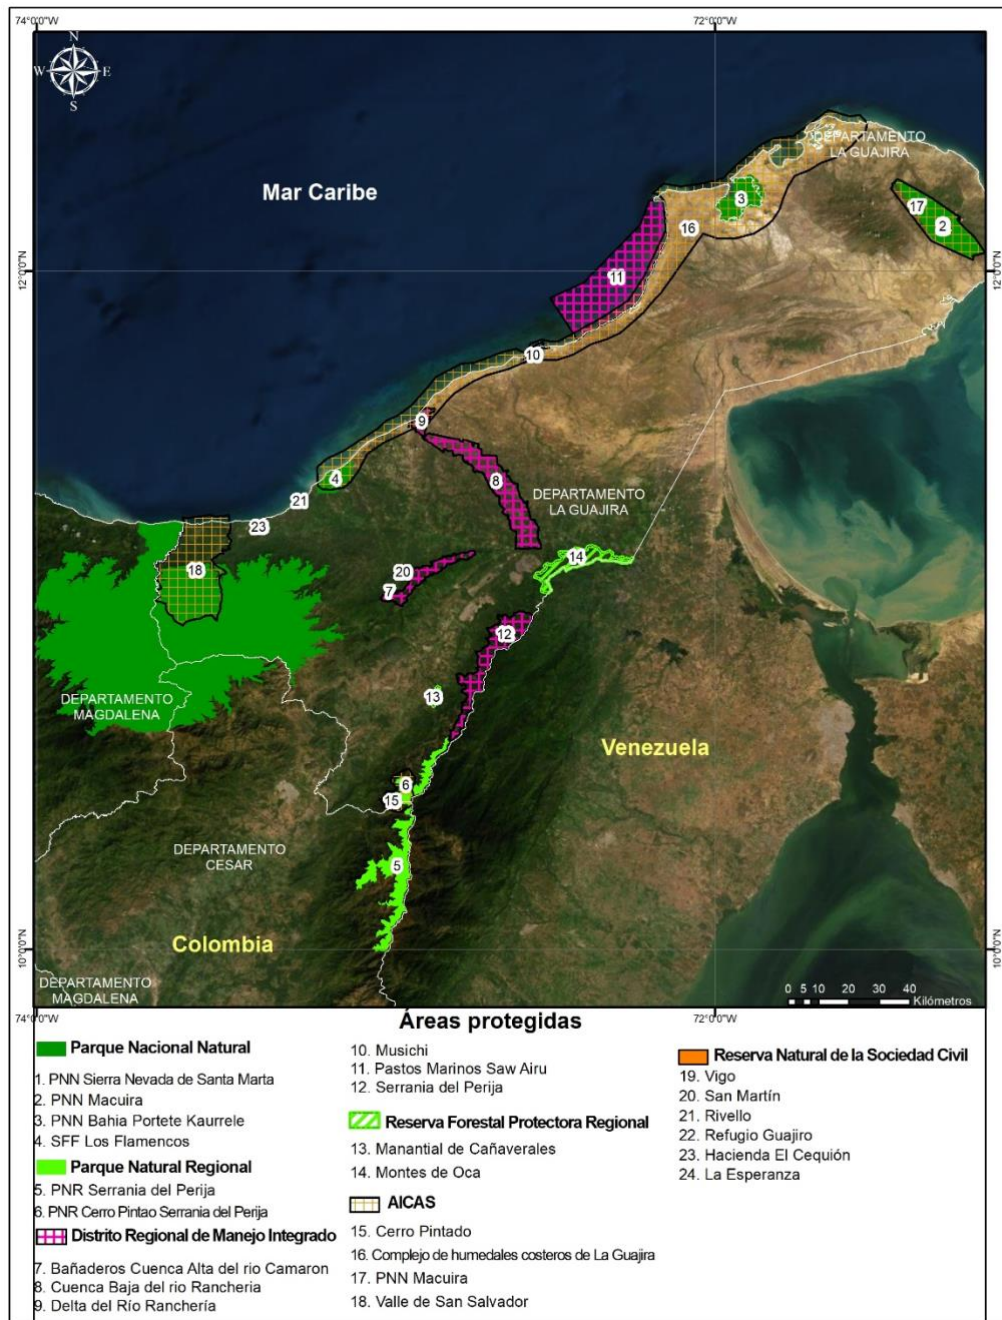 74°0'0"W
72°0'0"W
N
W
E
S
DEPARTAMENTO
LA GUAJIRA
Mar Caribe
3
17
2
16
12°0'0"N
12°0'0"N
11
10
9
4
8
21
DEPARTAMENTO
LA GUAJIRA
23
14
18
20
7
12
13
DEPARTAMENTO
MAGDALENA
Venezuela
6
15
DEPARTAMENTO
CESAR
5
Colombia
10°0'0"N
10°0'0"N
DEPARTAMENTO
MAGDALENA
0 5 10 20 30 40
Kilómetros
74°0'0"W
72°0'0"W
Áreas protegidas
Parque Nacional Natural
1. PNN Sierra Nevada de Santa Marta
2. PNN Macuira
3. PNN Bahia Portete Kaurrele
4. SFF Los Flamencos
Parque Natural Regional
5. PNR Serrania del Perija
6. PNR Cerro Pintao Serrania del Perija
Distrito Regional de Manejo Integrado
7. Bañaderos Cuenca Alta del rio Camaron
8. Cuenca Baja del rio Rancheria
9. Delta del Río Ranchería
10. Musichi
11. Pastos Marinos Saw Airu
12. Serrania del Perija
Reserva Forestal Protectora Regional
13. Manantial de Cañaverales
14. Montes de Oca
AICAS
15. Cerro Pintado
16. Complejo de humedales costeros de La Guajira
17. PNN Macuira
18. Valle de San Salvador
Reserva Natural de la Sociedad Civil
19. Vigo
20. San Martín
21. Rivello
22. Refugio Guajiro
23. Hacienda El Cequión
24. La Esperanza